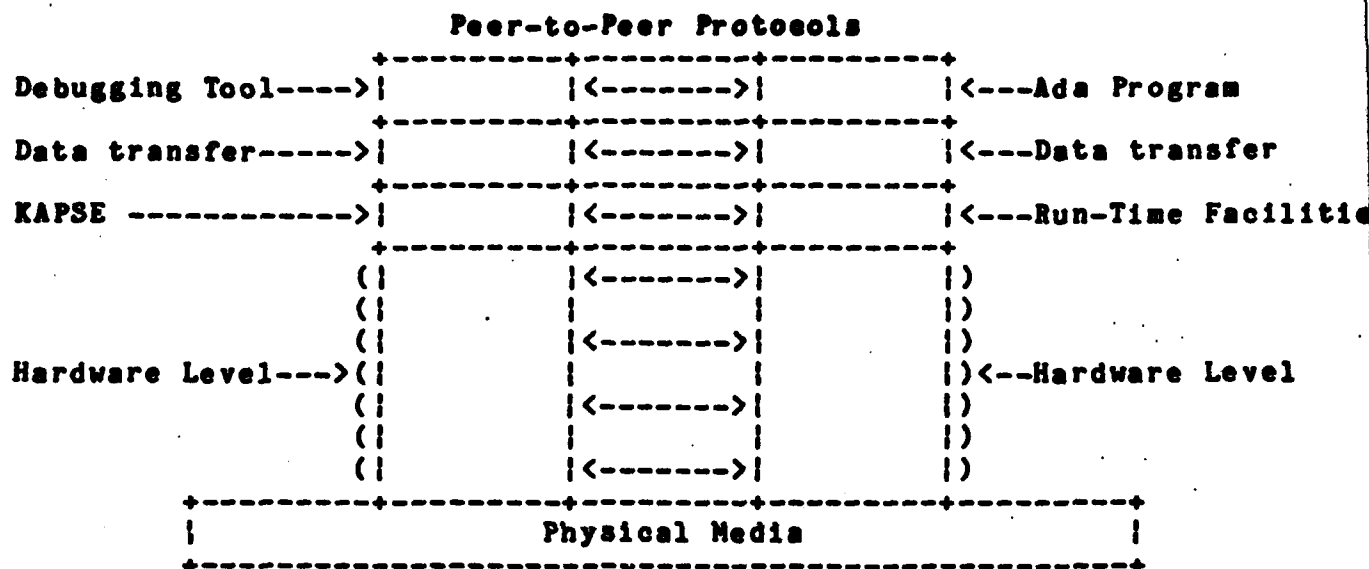 Peer-to-Peer Protocols
Debugging Tool---->| |<------->| |<---Ada Program
Data transfer----->| |<------->| |<---Data transfer
KAPSE ------------>| |<------->| |<---Run-Time Facilitie
Hardware Level--->( )<--Hardware Level
Physical Media